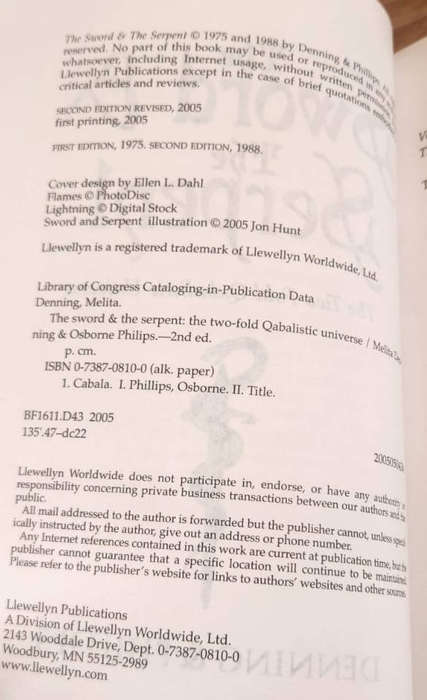 The Sword & The Serpent © 1975 and 1988 by Denning & Phillips. All
reserved. No part of this book may be used or reproduced in any
whatsoever, including Internet usage, without written permission
Llewellyn Publications except in the case of brief quotations embodied
critical articles and reviews.
SECOND EDITION REVISED, 2005
first printing, 2005
FIRST EDITION, 1975. SECOND EDITION, 1988.
Cover design by Ellen L. Dahl
Flames © PhotoDisc
Lightning © Digital Stock
Sword and Serpent illustration © 2005 Jon Hunt
Llewellyn is a registered trademark of Llewellyn Worldwide, Ltd.
Library of Congress Cataloging-in-Publication Data
Denning, Melita.
The sword & the serpent: the two-fold Qabalistic universe / Melita Den-
ning & Osborne Philips.—2nd ed.
p. cm.
ISBN 0-7387-0810-0 (alk. paper)
1. Cabala. I. Phillips, Osborne. II. Title.
BF1611.D43 2005
135'.47–dc22
Llewellyn Worldwide does not participate in, endorse, or have any authority or
responsibility concerning private business transactions between our authors and the
public.
All mail addressed to the author is forwarded but the publisher cannot, unless specif-
ically instructed by the author, give out an address or phone number.
Any Internet references contained in this work are current at publication time, but the
publisher cannot guarantee that a specific location will continue to be maintained.
Please refer to the publisher's website for links to authors' websites and other sources.
Llewellyn Publications
A Division of Llewellyn Worldwide, Ltd.
2143 Wooddale Drive, Dept. 0-7387-0810-0
Woodbury, MN 55125-2989
www.llewellyn.com